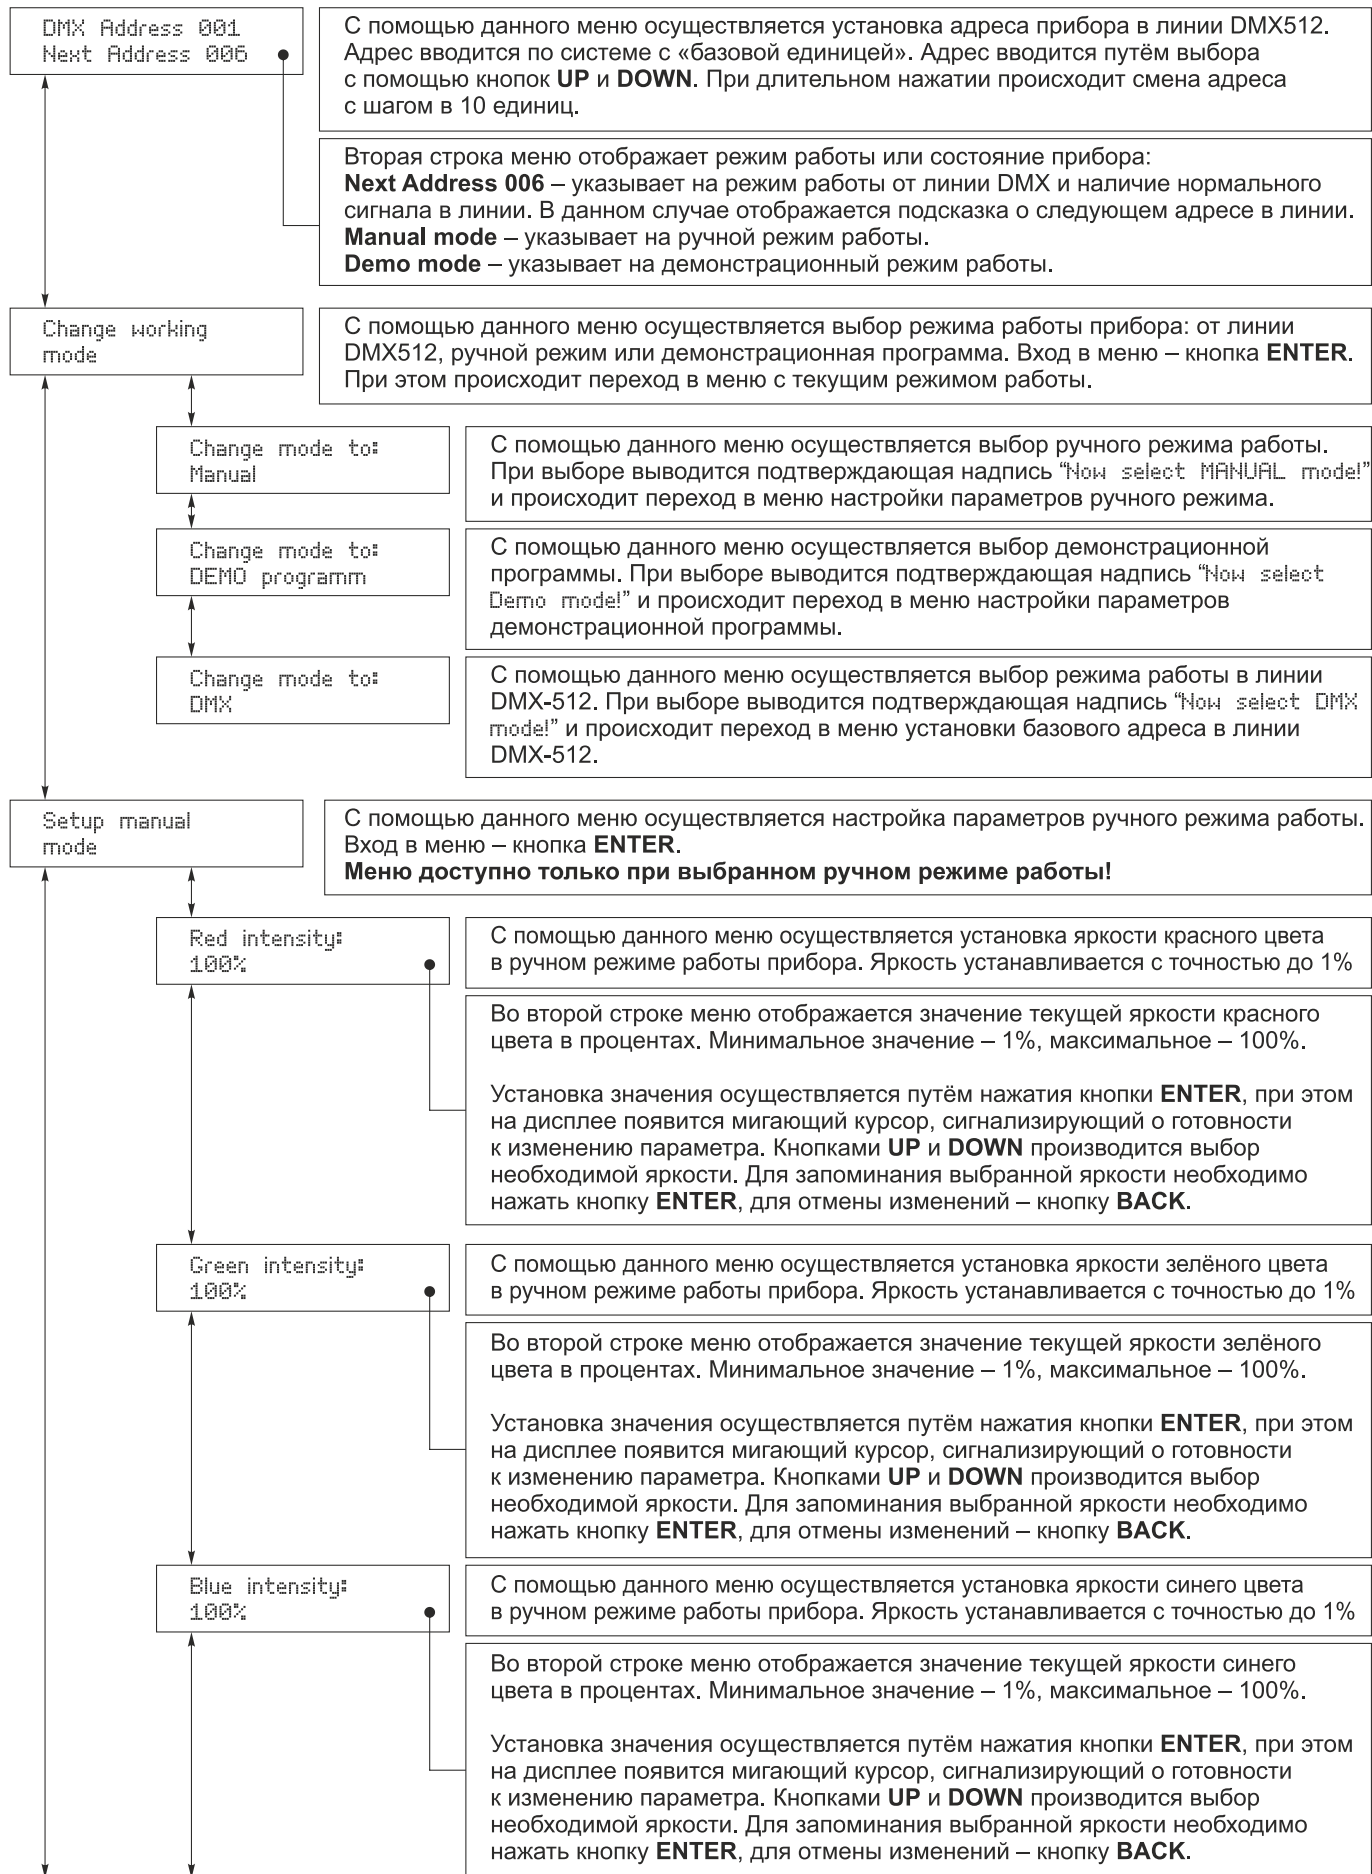 DMX Address 001
Next Address 006
С помощью данного меню осуществляется установка адреса прибора в линии DMX512.
Адрес вводится по системе с «базовой единицей». Адрес вводится путём выбора
с помощью кнопок UP и DOWN. При длительном нажатии происходит смена адреса
с шагом в 10 единиц.
Вторая строка меню отображает режим работы или состояние прибора:
Next Address 006 – указывает на режим работы от линии DMX и наличие нормального
сигнала в линии. В данном случае отображается подсказка о следующем адресе в линии.
Manual mode – указывает на ручной режим работы.
Demo mode – указывает на демонстрационный режим работы.
Change working
mode
С помощью данного меню осуществляется выбор режима работы прибора: от линии
DMX512, ручной режим или демонстрационная программа. Вход в меню – кнопка ENTER.
При этом происходит переход в меню с текущим режимом работы.
Change mode to:
Manual
С помощью данного меню осуществляется выбор ручного режима работы.
При выборе выводится подтверждающая надпись “Now select MANUAL mode!”
и происходит переход в меню настройки параметров ручного режима.
Change mode to:
DEMO programm
С помощью данного меню осуществляется выбор демонстрационной
программы. При выборе выводится подтверждающая надпись “Now select
Demo mode!” и происходит переход в меню настройки параметров
демонстрационной программы.
Change mode to:
DMX
С помощью данного меню осуществляется выбор режима работы в линии
DMX-512. При выборе выводится подтверждающая надпись “Now select DMX
mode!” и происходит переход в меню установки базового адреса в линии
DMX-512.
Setup manual
mode
С помощью данного меню осуществляется настройка параметров ручного режима работы.
Вход в меню – кнопка ENTER.
Меню доступно только при выбранном ручном режиме работы!
Red intensity:
100%
С помощью данного меню осуществляется установка яркости красного цвета
в ручном режиме работы прибора. Яркость устанавливается с точностью до 1%
Во второй строке меню отображается значение текущей яркости красного
цвета в процентах. Минимальное значение – 1%, максимальное – 100%.
Установка значения осуществляется путём нажатия кнопки ENTER, при этом
на дисплее появится мигающий курсор, сигнализирующий о готовности
к изменению параметра. Кнопками UP и DOWN производится выбор
необходимой яркости. Для запоминания выбранной яркости необходимо
нажать кнопку ENTER, для отмены изменений – кнопку BACK.
Green intensity:
100%
С помощью данного меню осуществляется установка яркости зелёного цвета
в ручном режиме работы прибора. Яркость устанавливается с точностью до 1%
Во второй строке меню отображается значение текущей яркости зелёного
цвета в процентах. Минимальное значение – 1%, максимальное – 100%.
Установка значения осуществляется путём нажатия кнопки ENTER, при этом
на дисплее появится мигающий курсор, сигнализирующий о готовности
к изменению параметра. Кнопками UP и DOWN производится выбор
необходимой яркости. Для запоминания выбранной яркости необходимо
нажать кнопку ENTER, для отмены изменений – кнопку BACK.
Blue intensity:
100%
С помощью данного меню осуществляется установка яркости синего цвета
в ручном режиме работы прибора. Яркость устанавливается с точностью до 1%
Во второй строке меню отображается значение текущей яркости синего
цвета в процентах. Минимальное значение – 1%, максимальное – 100%.
Установка значения осуществляется путём нажатия кнопки ENTER, при этом
на дисплее появится мигающий курсор, сигнализирующий о готовности
к изменению параметра. Кнопками UP и DOWN производится выбор
необходимой яркости. Для запоминания выбранной яркости необходимо
нажать кнопку ENTER, для отмены изменений – кнопку BACK.